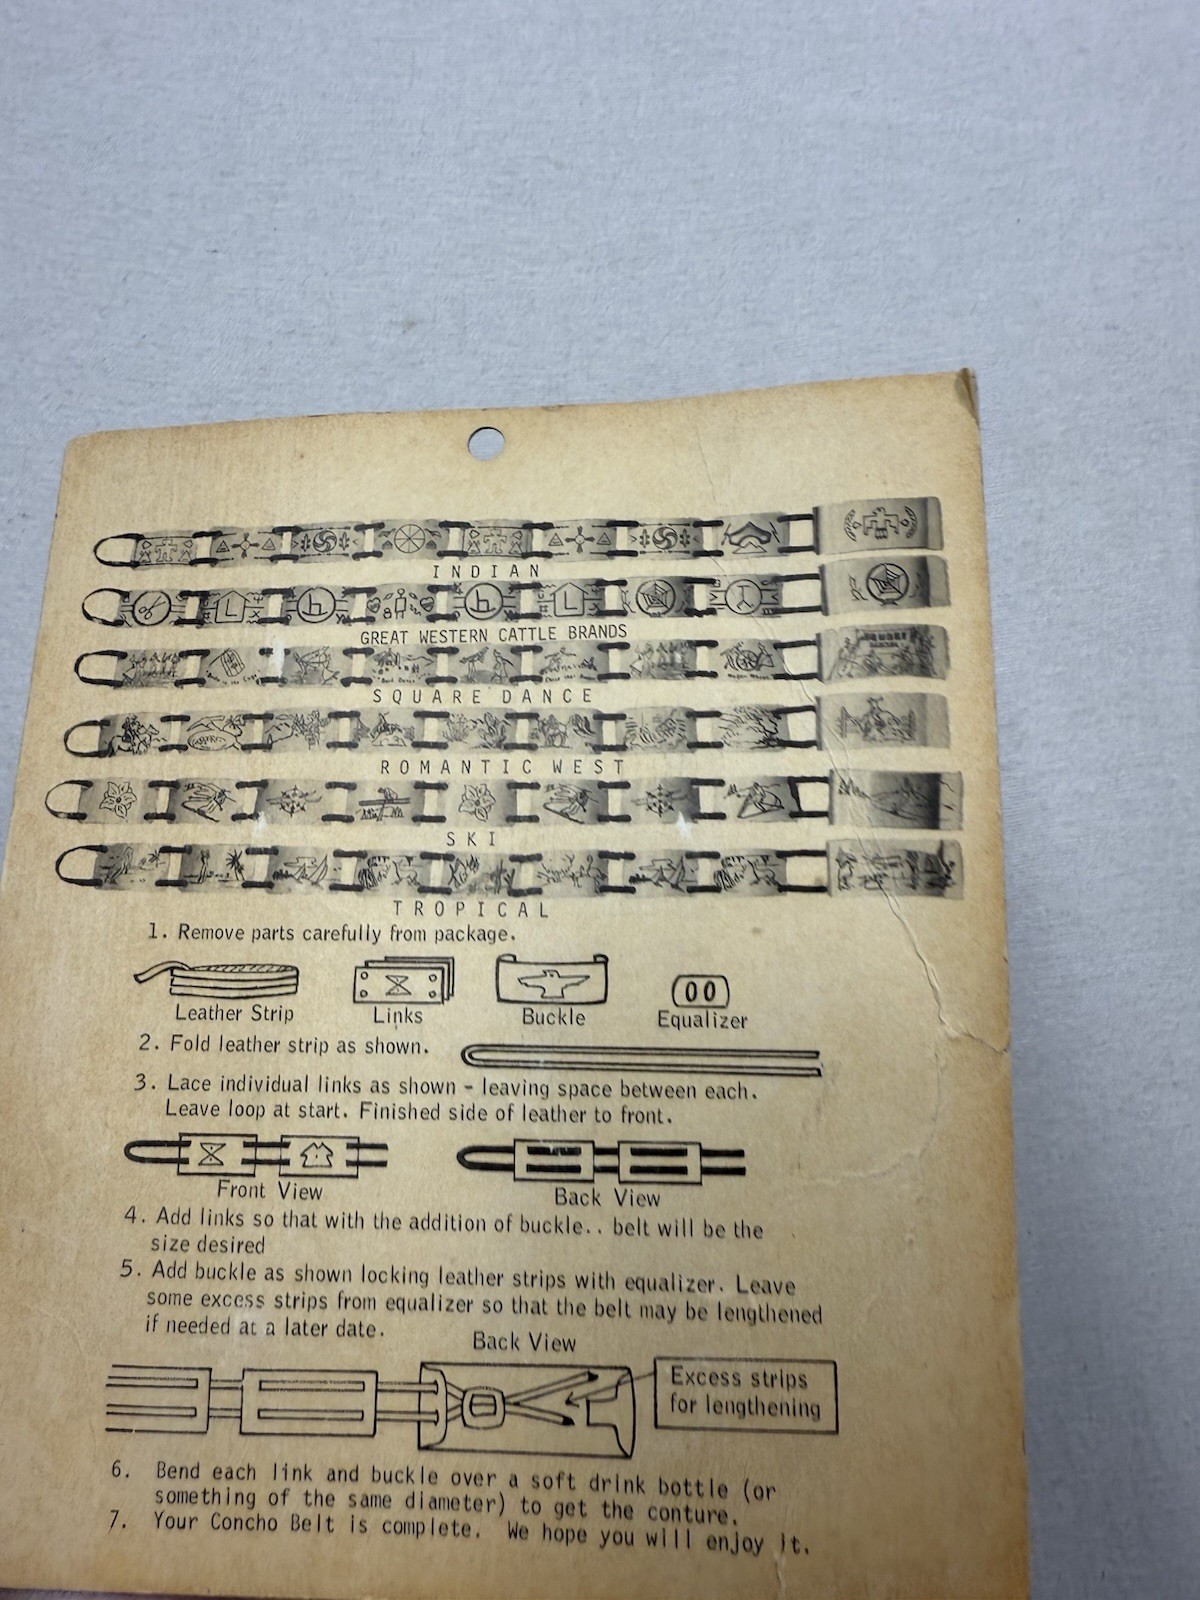 INDIAN
GREAT WESTERN CATTLE BRANDS
SQUARE DANCE
ROMANTIC WEST
SKI
TROPICAL
1. Remove parts carefully from package.
Leather Strip
Links
Buckle
Equalizer
2. Fold leather strip as shown.
3. Lace individual links as shown - leaving space between each.
Leave loop at start. Finished side of leather to front.
Front View
Back View
4. Add links so that with the addition of buckle.. belt will be the
size desired
5. Add buckle as shown locking leather strips with equalizer. Leave
some excess strips from equalizer so that the belt may be lengthened
if needed at a later date.
Back View
Excess strips
for lengthening
6. Bend each link and buckle over a soft drink bottle (or
something of the same diameter) to get the conture.
7. Your Concho Belt is complete. We hope you will enjoy it.